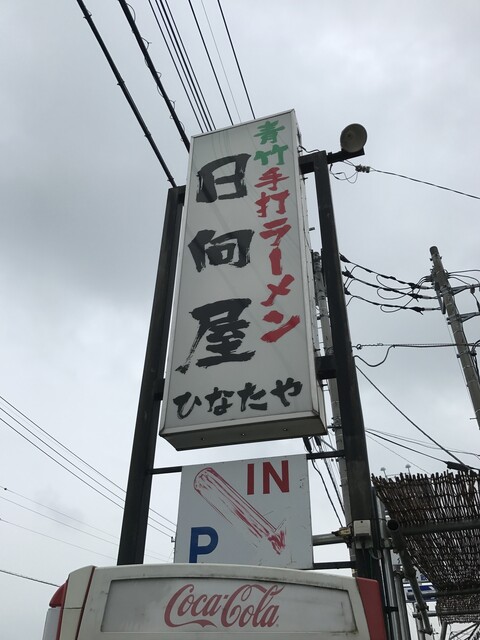 青竹手打ラーメン
日向屋
ひなたや
IN
P
Coca-Cola